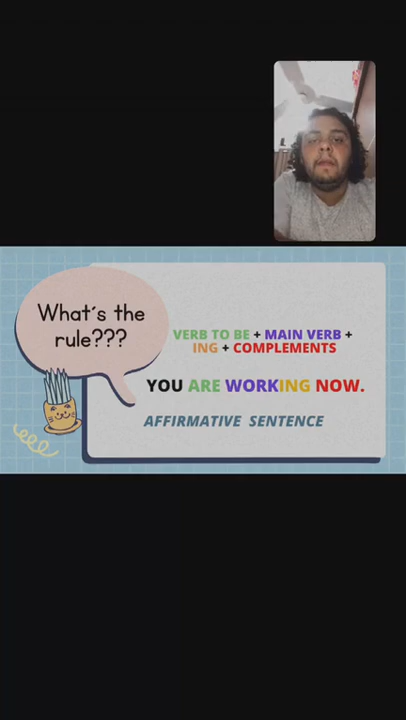 What´s the
rule???
VERB TO BE + MAIN VERB +
ING + COMPLEMENTS
YOU ARE WORKING NOW.
AFFIRMATIVE SENTENCE